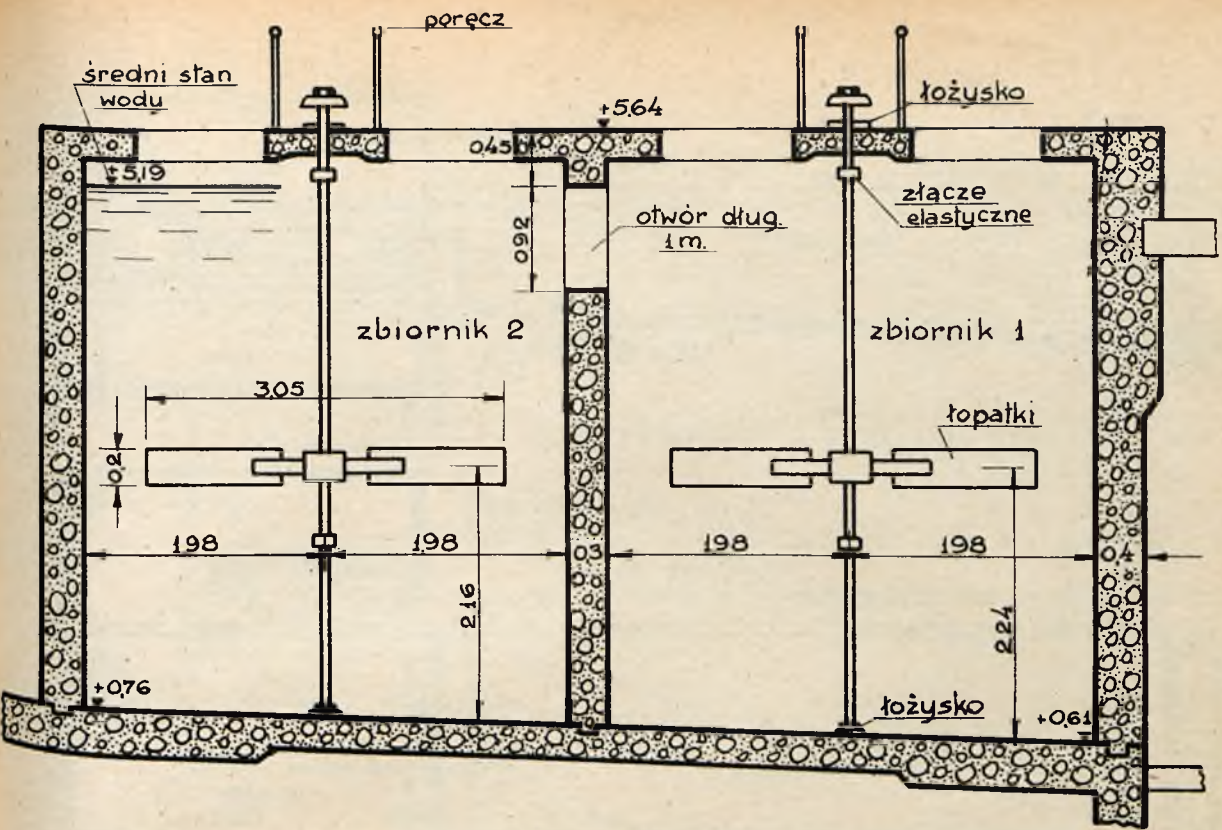 poręcz
średni stan
wodu
łożysko
+5,64
0,45
+5,19
złącze
elastyczne
otwór dług.
1m.
0,92
zbiornik 2
zbiornik 1
3,05
łopatki
0,2
1,98
1,98
0,3
1,98
1,98
0,4
2,16
2,24
+0,76
łożysko
+0,61